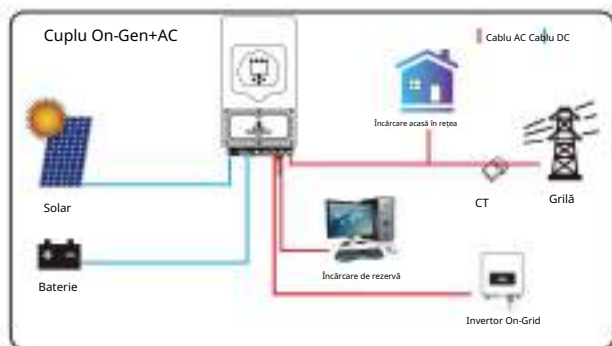 Cuplu On-Gen+AC
Cablu AC Cablu DC
Încărcare acasă în rețea
Solar
CT
Grilă
Baterie
Încărcare de rezervă
Invertor On-Grid